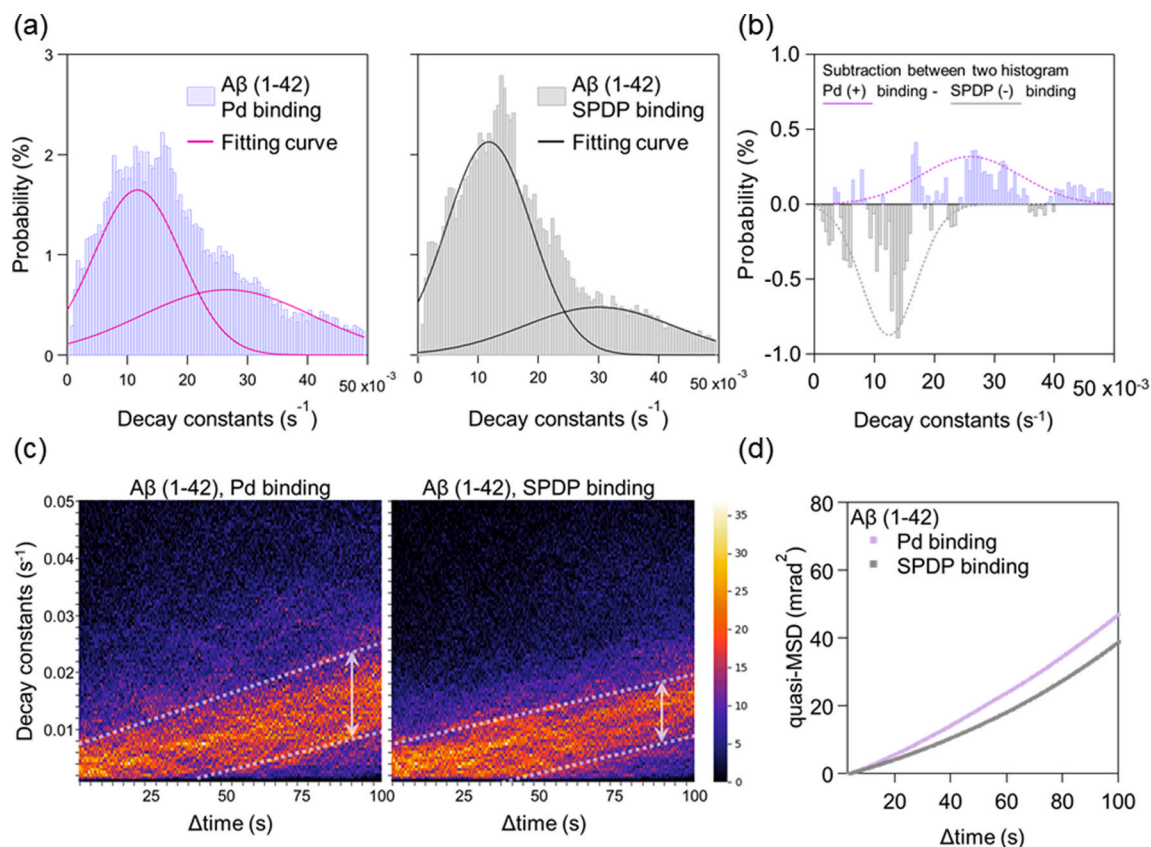 (a)
3
2
1
0
Probability (%)
Aβ (1-42)
Pd binding
Fitting curve
0 10 20 30 40 50 x10-3
Decay constants (s-1)
Aβ (1-42)
SPDP binding
Fitting curve
0 10 20 30 40 50 x10-3
Decay constants (s-1)
(b)
1.0
0.5
0.0
-0.5
-1.0
Probability (%)
Subtraction between two histogram
Pd (+) binding - SPDP (-) binding
0 10 20 30 40 50 x10-3
Decay constants (s-1)
(c)
Aβ (1-42), Pd binding
Aβ (1-42), SPDP binding
0.05
0.04
0.03
0.02
0.01
Decay constants (s-1)
25 50 75 100
Δtime (s)
25 50 75 100
Δtime (s)
35
30
25
20
15
10
5
0
(d)
80
60
40
20
0
quasi-MSD (mrad2)
Aβ (1-42)
Pd binding
SPDP binding
20 40 60 80 100
Δtime (s)